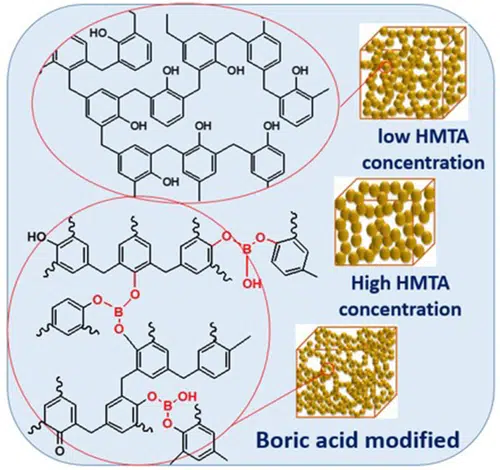 HO
OH
OH
OH
OH
OH
OH
OH
low HMTA
concentration
HO
O
O
B
OH
O
O
B
O
High HMTA
concentration
O
OH
B
O
O
Boric acid modified